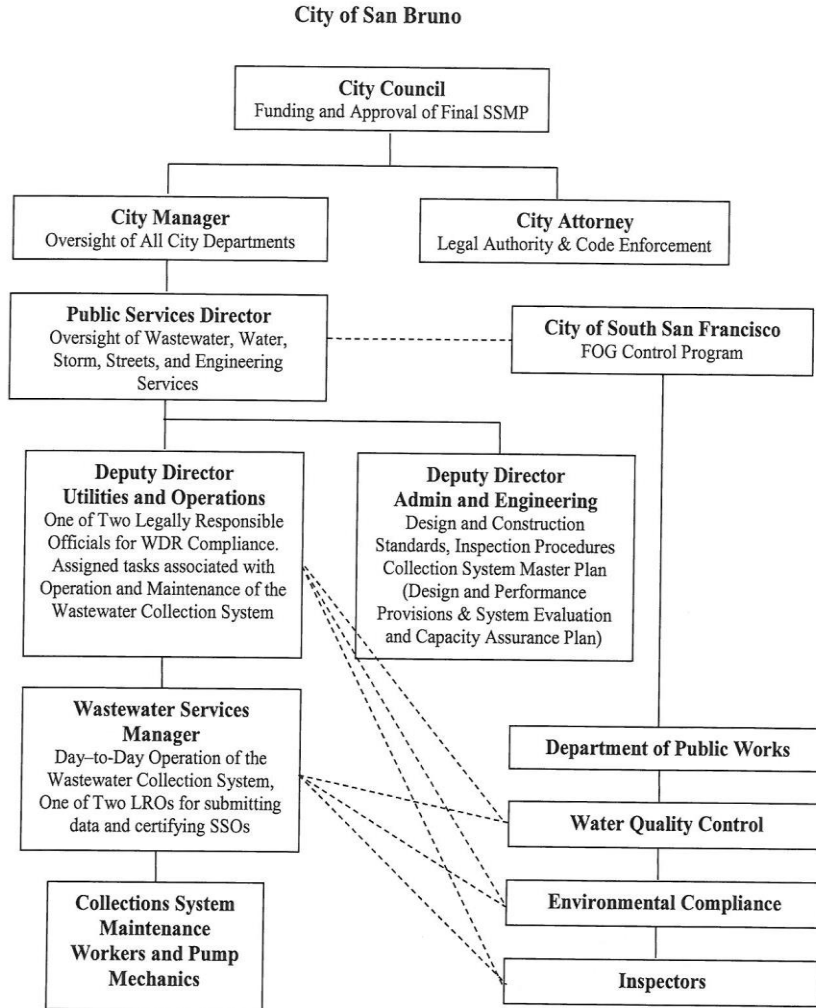 City of San Bruno
City Council
Funding and Approval of Final SSMP
City Manager
Oversight of All City Departments
City Attorney
Legal Authority & Code Enforcement
Public Services Director
Oversight of Wastewater, Water,
Storm, Streets, and Engineering
Services
City of South San Francisco
FOG Control Program
Deputy Director
Utilities and Operations
One of Two Legally Responsible
Officials for WDR Compliance.
Assigned tasks associated with
Operation and Maintenance of the
Wastewater Collection System
Deputy Director
Admin and Engineering
Design and Construction
Standards, Inspection Procedures
Collection System Master Plan
(Design and Performance
Provisions & System Evaluation
and Capacity Assurance Plan)
Wastewater Services
Manager
Day–to-Day Operation of the
Wastewater Collection System,
One of Two LROs for submitting
data and certifying SSOs
Department of Public Works
Water Quality Control
Environmental Compliance
Inspectors
Collections System
Maintenance
Workers and Pump
Mechanics